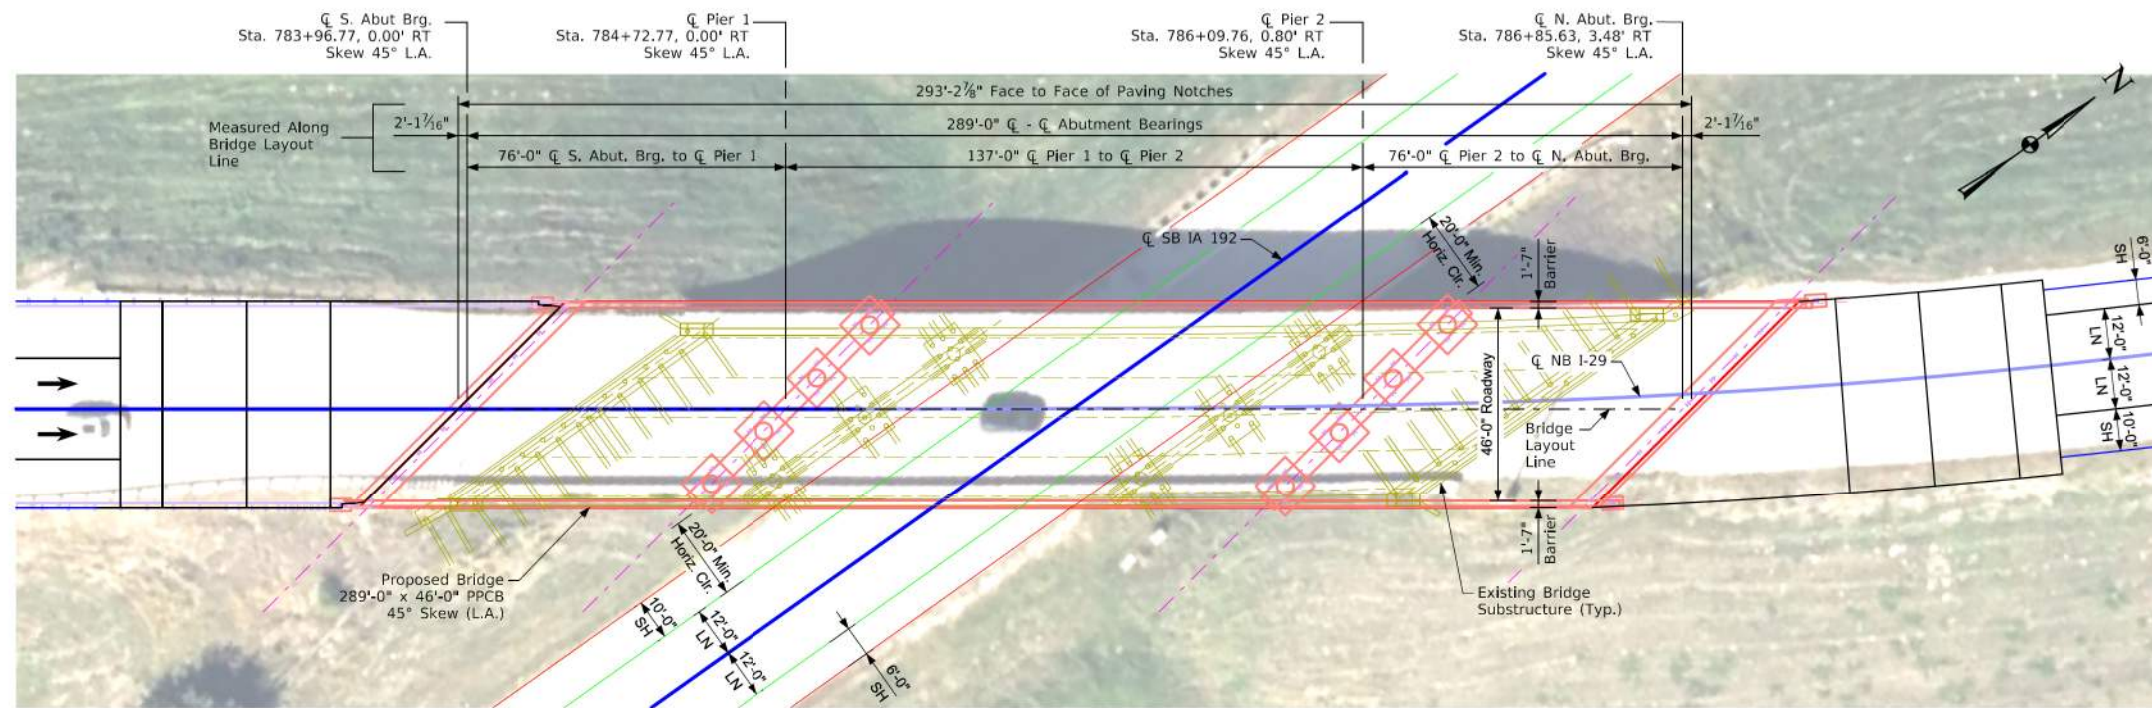 ℄ S. Abut Brg.
Sta. 783+96.77, 0.00' RT
Skew 45° L.A.
℄ Pier 1
Sta. 784+72.77, 0.00' RT
Skew 45° L.A.
℄ Pier 2
Sta. 786+09.76, 0.80' RT
Skew 45° L.A.
℄ N. Abut. Brg.
Sta. 786+85.63, 3.48' RT
Skew 45° L.A.
N
293'-2⅞" Face to Face of Paving Notches
Measured Along
Bridge Layout
Line
2'-1⁷⁄₁₆"
289'-0" ℄ - ℄ Abutment Bearings
2'-1⁷⁄₁₆"
76'-0" ℄ S. Abut. Brg. to ℄ Pier 1
137'-0" ℄ Pier 1 to ℄ Pier 2
76'-0" ℄ Pier 2 to ℄ N. Abut. Brg.
℄ SB IA 192
20'-0" Min.
Horiz. Clr.
1'-7"
Barrier
6'-0"
SH
12'-0"
LN
12'-0"
LN
10'-0"
SH
℄ NB I-29
46'-0" Roadway
Bridge
Layout
Line
1'-7"
Barrier
20'-0" Min.
Horiz. Clr.
Proposed Bridge
289'-0" x 46'-0" PPCB
45° Skew (L.A.)
Existing Bridge
Substructure (Typ.)
10'-0"
SH
12'-0"
LN
12'-0"
LN
6'-0"
SH